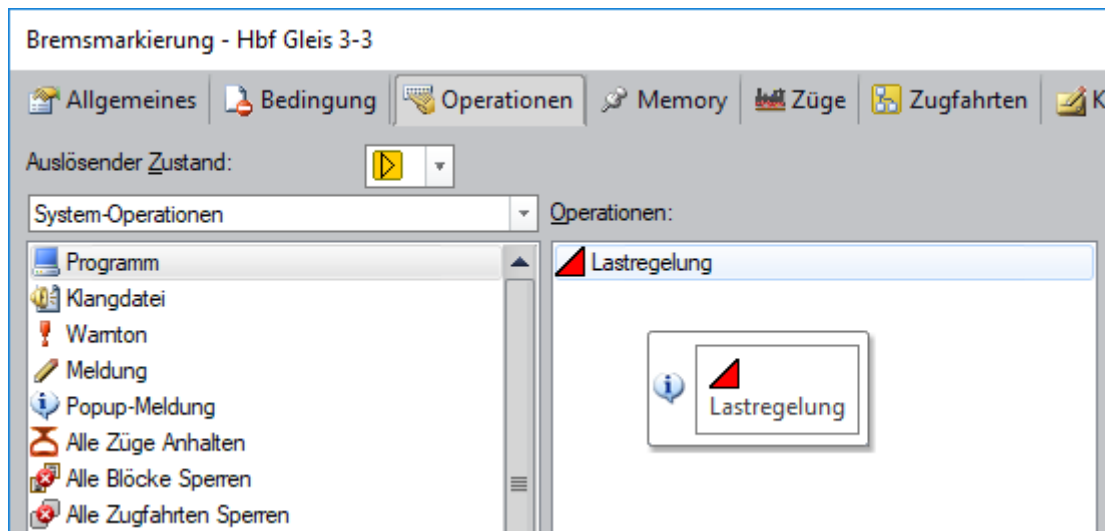 Bremsmarkierung - Hbf Gleis 3-3
Allgemeines Bedingung Operationen Memory Züge Zugfahrten K
Auslösender Zustand:
System-Operationen Operationen:
Programm Lastregelung
Klangdatei
Warnton
Meldung
Popup-Meldung Lastregelung
Alle Züge Anhalten
Alle Blöcke Sperren
Alle Zugfahrten Sperren